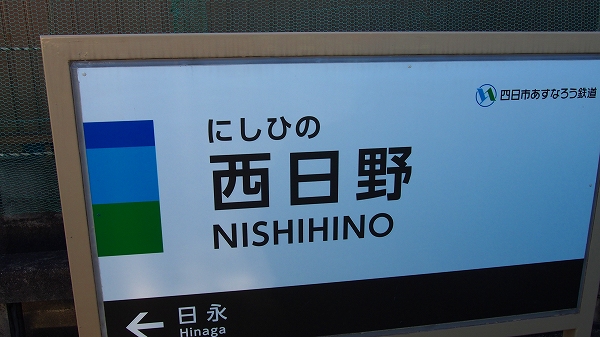 四日市あすなろう鉄道
にしひの
西日野
NISHIHINO
← 日永
Hinaga